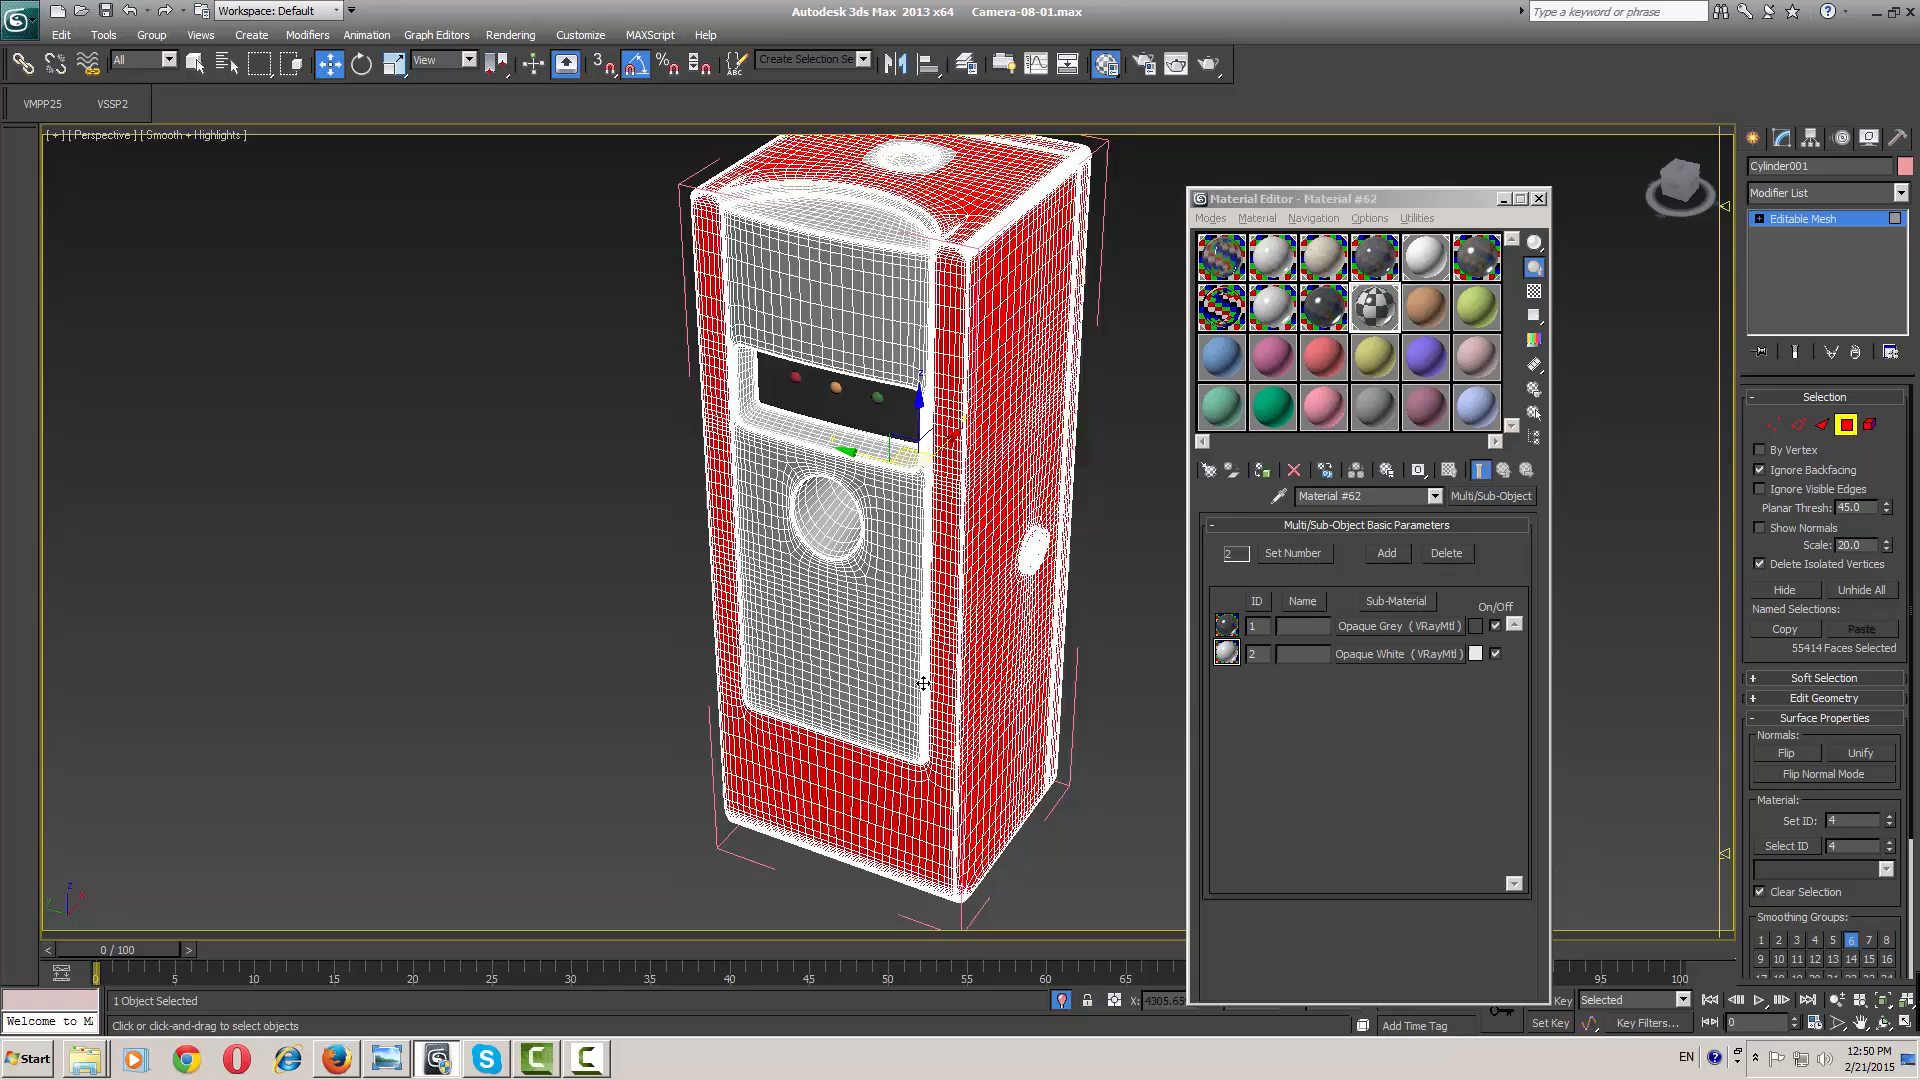 Workspace: Default
Autodesk 3ds Max 2013 x64 Camera-08-01.max
Type a keyword or phrase
Edit Tools Group Views Create Modifiers Animation Graph Editors Rendering Customize MAXScript Help
All
View
3
Create Selection Se
VMPP25 VSSP2
[ + ] [ Perspective ] [ Smooth + Highlights ]
Material Editor - Material #62
Modes Material Navigation Options Utilities
Material #62
Multi/Sub-Object
- Multi/Sub-Object Basic Parameters
2 Set Number Add Delete
ID Name Sub-Material On/Off
1 Opaque Grey ( VRayMtl )
2 Opaque White ( VRayMtl )
Cylinder001
Modifier List
Editable Mesh
- Selection
By Vertex
Ignore Backfacing
Ignore Visible Edges
Planar Thresh: 45.0
Show Normals
Scale: 20.0
Delete Isolated Vertices
Hide Unhide All
Named Selections:
Copy Paste
55414 Faces Selected
+ Soft Selection
+ Edit Geometry
- Surface Properties
Normals:
Flip Unify
Flip Normal Mode
Material:
Set ID: 4
Select ID 4
Clear Selection
Smoothing Groups:
1 2 3 4 5 6 7 8
9 10 11 12 13 14 15 16
< 0 / 100 >
0 5 10 15 20 25 30 35 40 45 50 55 60 65 95 100
1 Object Selected
X: 4305.65
Key Selected
Welcome to M
Click or click-and-drag to select objects
Add Time Tag
Set Key Key Filters...
0
Start
EN
12:50 PM
2/21/2015